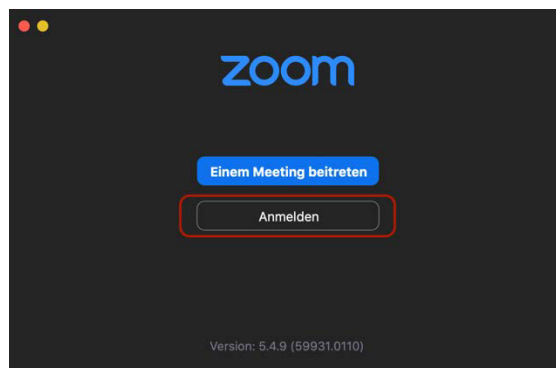 zoom
Einem Meeting beitreten
Anmelden
Version: 5.4.9 (59931.0110)